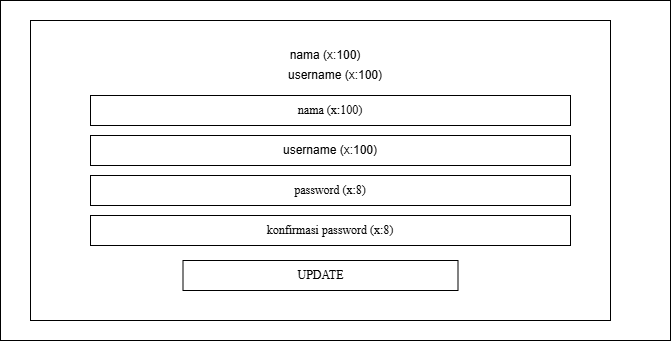 nama (x:100)
username (x:100)
nama (x:100)
username (x:100)
password (x:8)
konfirmasi password (x:8)
UPDATE